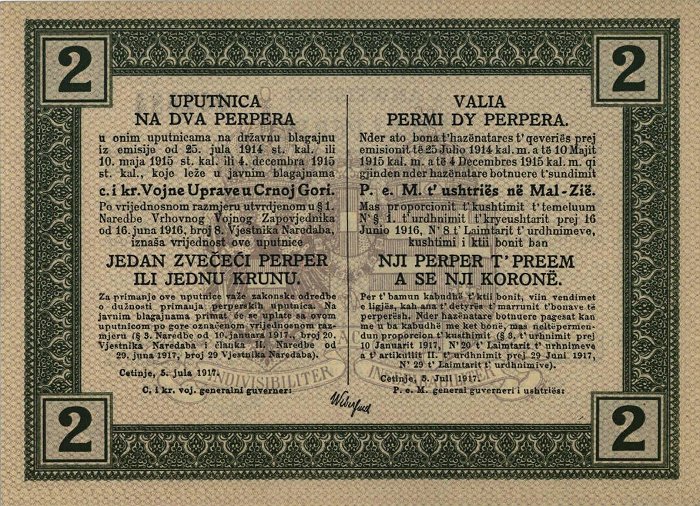 2
2
UPUTNICA
NA DVA PERPERA
u onim uputnicama na državnu blagajnu
iz emisije od 25. jula 1914 st. kal. ili
10. maja 1915 st. kal. ili 4. decembra 1915
st. kal., koje leže u javnim blagajnama
c. i kr. Vojne Uprave u Crnoj Gori.
Po vrijednosnom razmjeru utvrdjenom u § 1.
Naredbe Vrhovnog Vojnog Zapovjednika
od 16. juna 1916, broj 8. Vjestnika Naredaba,
iznaša vrijednost ove uputnice
JEDAN ZVEČEĆI PERPER
ILI JEDNU KRUNU.
Za primanje ove uputnice važe zakonske odredbe
o dužnosti primanja perperskih uputnica. Na
javnim blagajnama primat će se uplate sa ovom
uputnicom po gore označenom vrijednosnom raz-
mjeru (§ 3. Naredbe od 10. januara 1917., broj 20.
Vjestnika Naredaba i članka II. Naredbe od
29. juna 1917, broj 29 Vjestnika Naredaba).
Cetinje, 5. jula 1917.
C. i kr. voj. generalni guverner:
VALIA
PERMI DY PERPERA.
Nder ato bona t'hazënatares t'qeveriës prej
emisionit të 25 Julio 1914 kal. m. a të 10 Majit
1915 kal. m. a të 4 Decembres 1915 kal. m. qi
gjinden nder hazënatare botnuere t'sundimit
P. e. M. t'ushtriës në Mal-Zië.
Mas proporcionit kushtimit t'temeluum
N° § 1. t'urdhnimit t'kryeushtarit prej 16
Junio 1916, N° 8 t'Laimtarit t'urdhnimeve,
kushtimi i ktii bonit ban
NJI PERPER T'PREEM
A SE NJI KORONË.
Per t'bamun kabudhë t'ktii bonit, viin vendimet
e ligjës, kah ana t'detyrës t'marrunit t'bonave të
perperësh. Nder hazënatare botnuere pagesat kan
me u ba kabudhë me ket bonë, mas neltëpermen-
dun proporcion t'kusthimit (§ 3, t'urdhnimev prej
10 Januar 1917, N° 20 t'Laimtarit t'urhnimeva
a t'artikullit II. t'urdhnimit prej 29 Juni 1917,
N° 29 t'Laimtarit t'urdhnimeve).
Cetinje, 5. Juli 1917.
P. e M. general guverneri i ushtriës:
INDIVISIBILITER
2
2